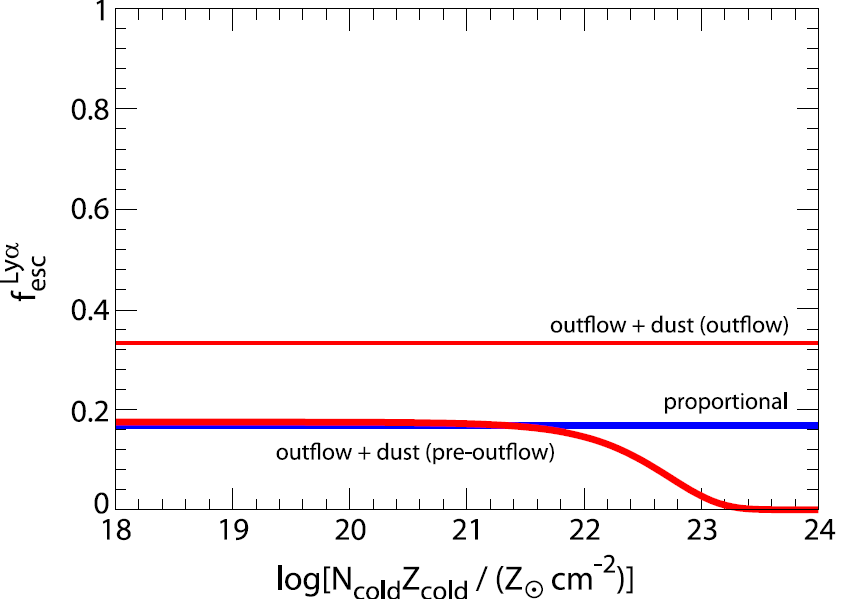 1
0.8
0.6
0.4
0.2
0
f_esc^Lyα
outflow + dust (outflow)
proportional
outflow + dust (pre-outflow)
18 19 20 21 22 23 24
log[N_cold Z_cold / (Z_⊙ cm^-2)]